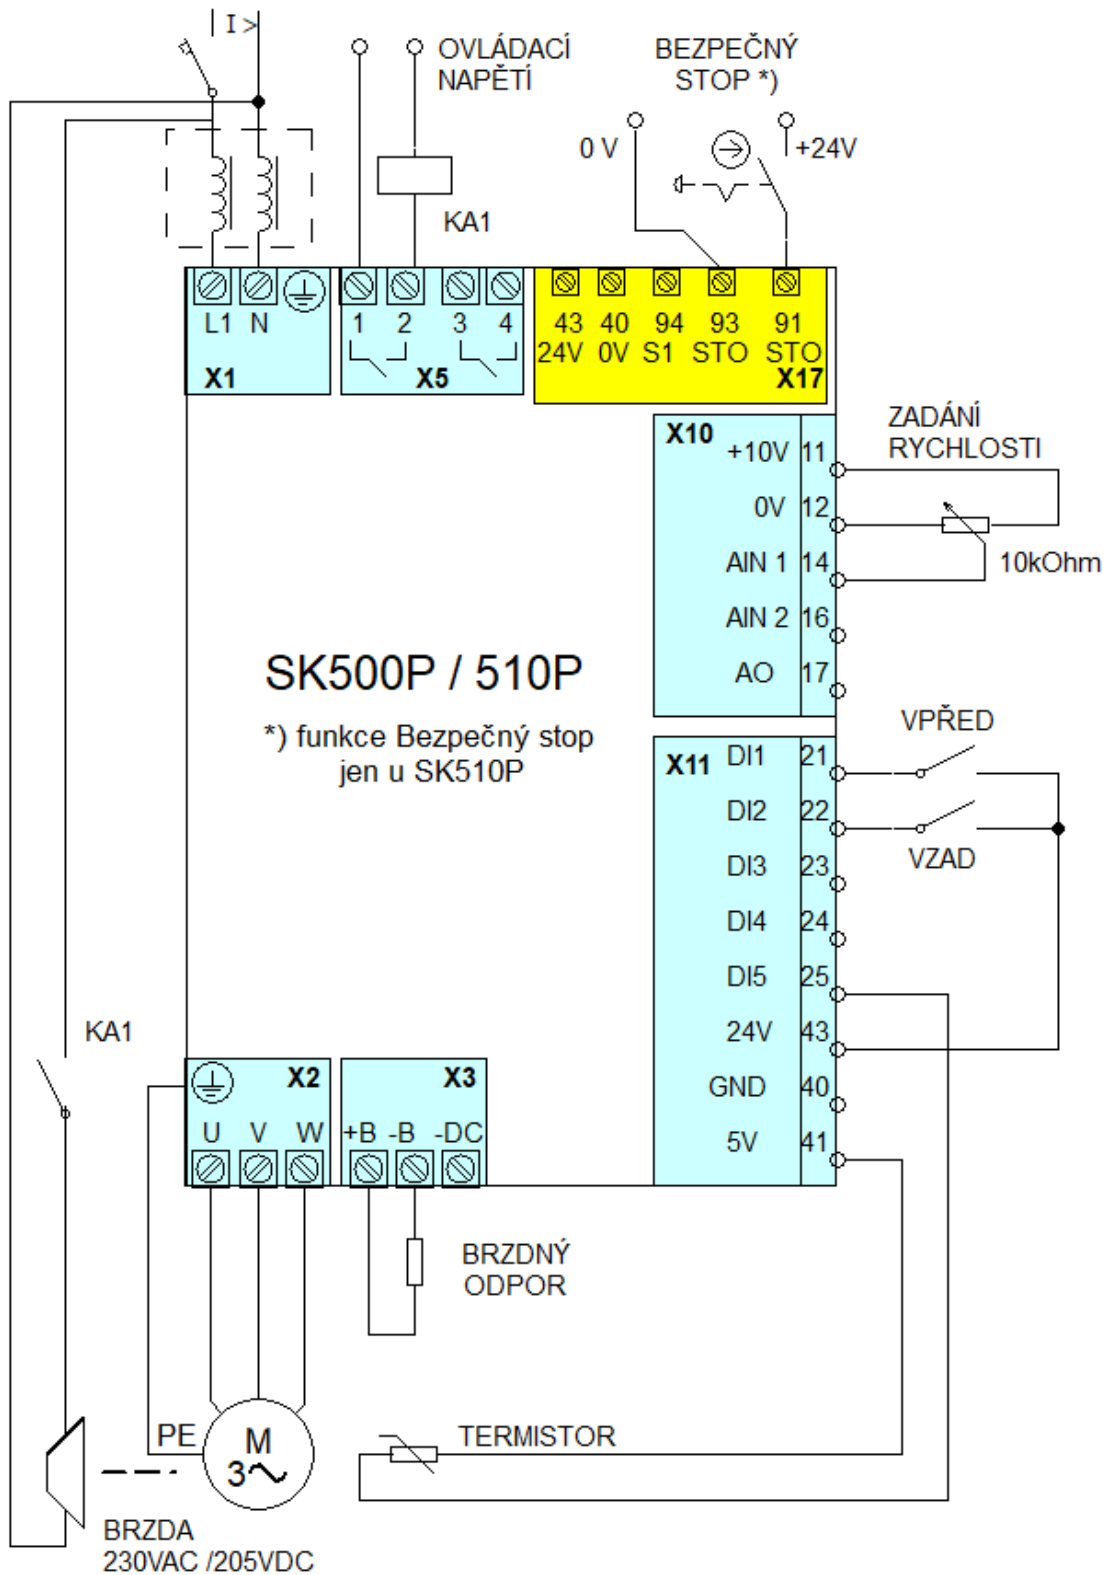 I >
OVLÁDACÍ
NAPĚTÍ
BEZPEČNÝ
STOP *)
0 V
+24V
KA1
L1 N
X1
1 2 3 4
X5
43 40 94 93 91
24V 0V S1 STO STO
X17
X10
+10V 11
0V 12
AIN 1 14
AIN 2 16
AO 17
ZADÁNÍ
RYCHLOSTI
10kOhm
SK500P / 510P
*) funkce Bezpečný stop
jen u SK510P
X11
DI1 21
DI2 22
DI3 23
DI4 24
DI5 25
24V 43
GND 40
5V 41
VPŘED
VZAD
KA1
X2
U V W
X3
+B -B -DC
BRZDNÝ
ODPOR
PE
M
3
TERMISTOR
BRZDA
230VAC /205VDC